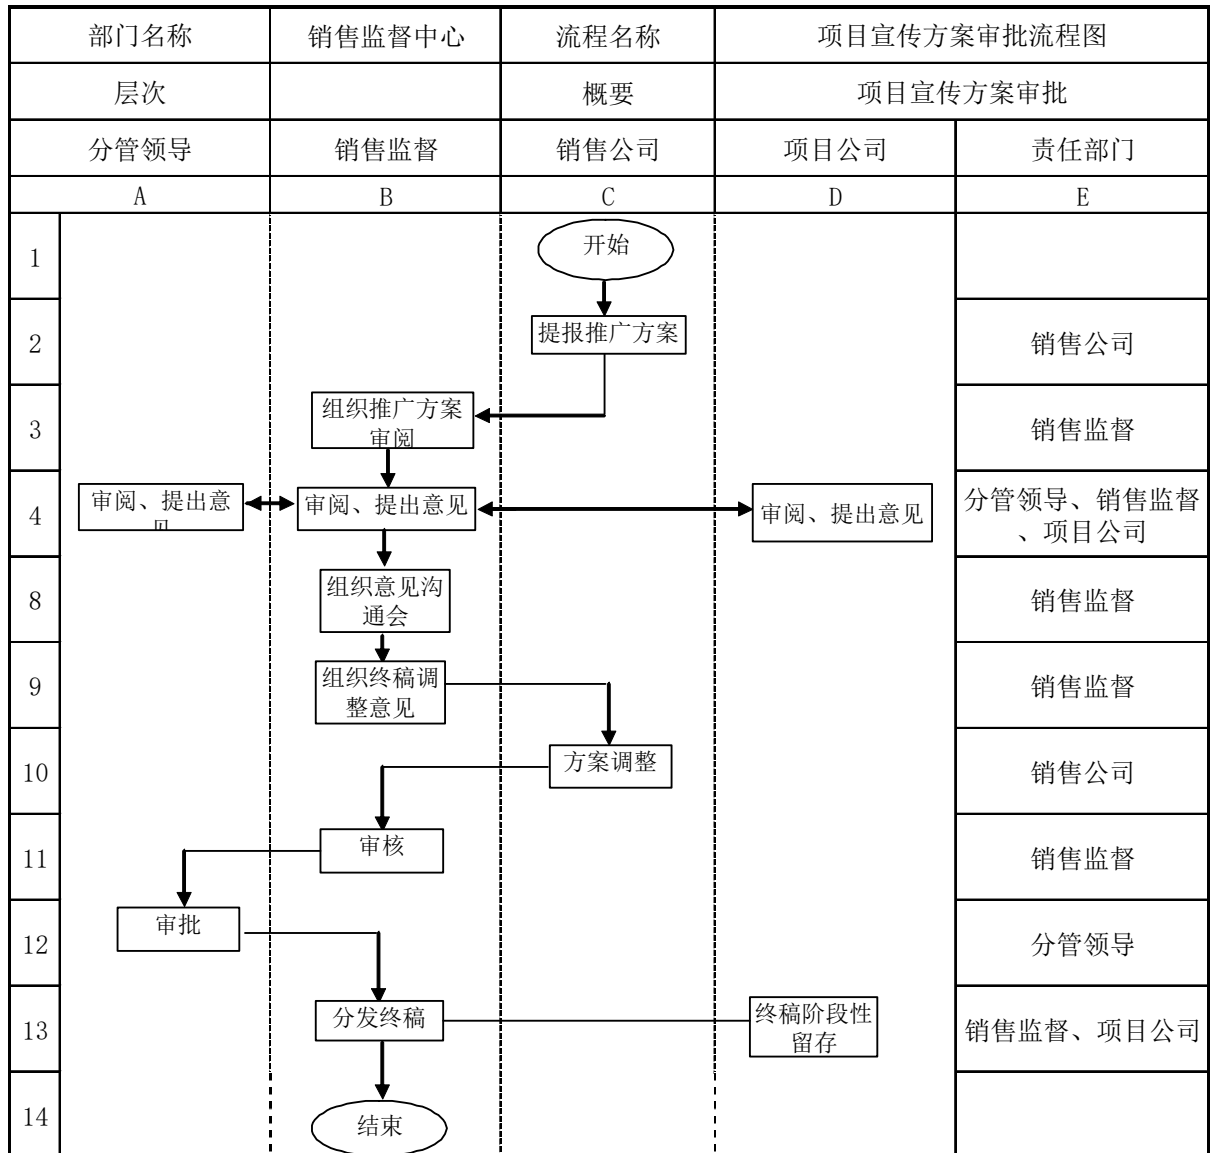 部门名称 销售监督中心 流程名称 项目宣传方案审批流程图
层次 概要 项目宣传方案审批
分管领导 销售监督 销售公司 项目公司 责任部门
A B C D E
1 开始
2 提报推广方案 销售公司
3 组织推广方案
审阅
销售监督
4 审阅、提出意
见
审阅、提出意见
审阅、提出意见
分管领导、销售监督
、项目公司
8 组织意见沟
通会
销售监督
9 组织终稿调
整意见
销售监督
10 方案调整 销售公司
11 审核 销售监督
12 审批 分管领导
13 分发终稿
终稿阶段性
留存
销售监督、项目公司
14 结束